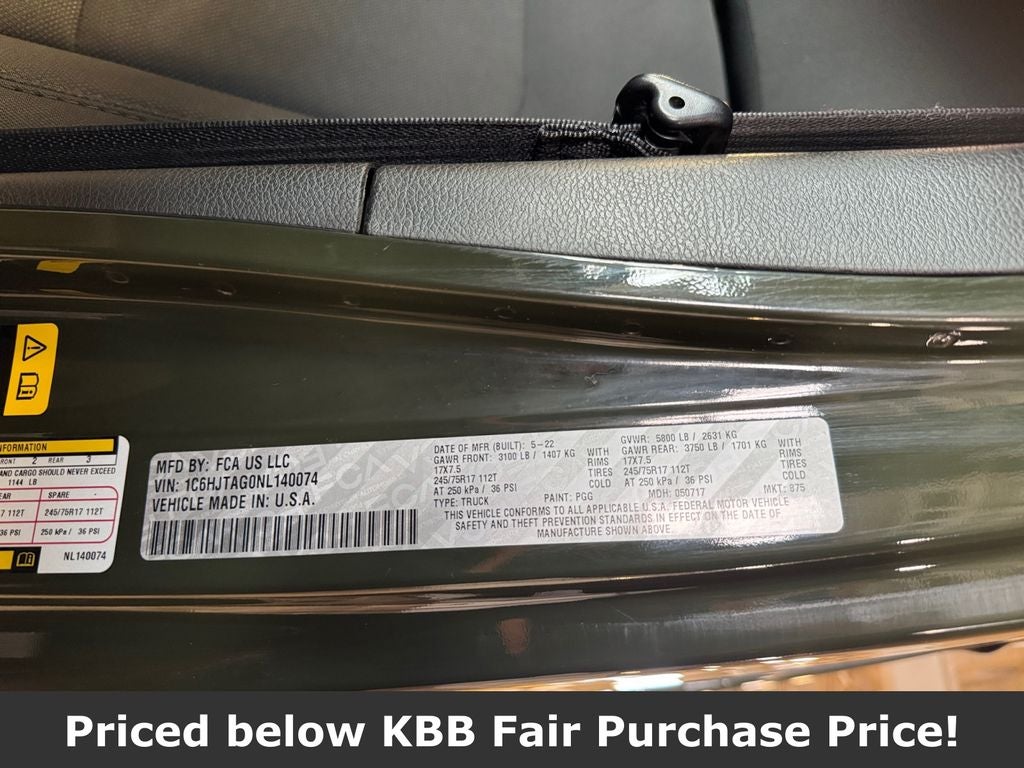 NFORMATION
RONT 2 REAR 3
AND CARGO SHOULD NEVER EXCEED
1144 LB
SPARE
R17 112T 245/75R17 112T
36 PSI 250 kPa / 36 PSI
NL140074
MFD BY: FCA US LLC
VIN: 1C6HJTAG0NL140074
VEHICLE MADE IN U.S.A.
DATE OF MFR (BUILT): 5-22
GAWR FRONT: 3100 LB / 1407 KG WITH
17X7.5 RIMS
245/75R17 112T TIRES
AT 250 kPa / 36 PSI COLD
TYPE: TRUCK PAINT: PGG
GVWR: 5800 LB / 2631 KG
GAWR REAR: 3750 LB / 1701 KG WITH
17X7.5 RIMS
245/75R17 112T TIRES
AT 250 kPa / 36 PSI COLD
MDH: 050717 MKT: 875
THIS VEHICLE CONFORMS TO ALL APPLICABLE U.S.A. FEDERAL MOTOR VEHICLE
SAFETY AND THEFT PREVENTION STANDARDS IN EFFECT ON THE DATE OF
MANUFACTURE SHOWN ABOVE.
Priced below KBB Fair Purchase Price!